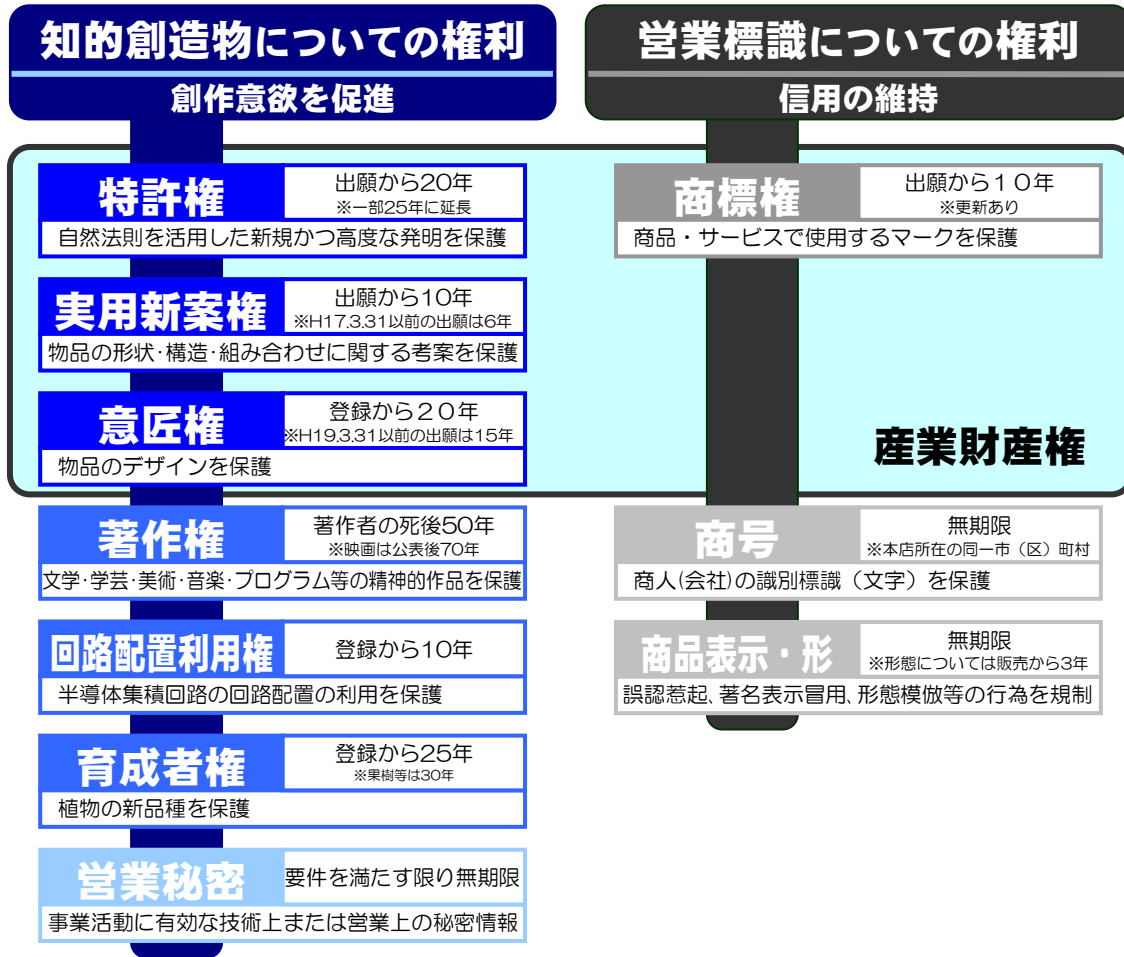 知的創造物についての権利
創作意欲を促進
特許権
出願から20年
※一部25年に延長
自然法則を活用した新規かつ高度な発明を保護
実用新案権
出願から10年
※H17.3.31以前の出願は6年
物品の形状･構造･組み合わせに関する考案を保護
意匠権
登録から２０年
※H19.3.31以前の出願は15年
物品のデザインを保護
著作権
著作者の死後50年
※映画は公表後70年
文学･学芸･美術･音楽･プログラム等の精神的作品を保護
回路配置利用権
登録から10年
半導体集積回路の回路配置の利用を保護
育成者権
登録から25年
※果樹等は30年
植物の新品種を保護
営業秘密
要件を満たす限り無期限
事業活動に有効な技術上または営業上の秘密情報
営業標識についての権利
信用の維持
商標権
出願から１０年
※更新あり
商品・サービスで使用するマークを保護
産業財産権
商号
無期限
※本店所在の同一市（区）町村
商人(会社)の識別標識（文字）を保護
商品表示・形
無期限
※形態については販売から3年
誤認惹起､著名表示冒用､形態模倣等の行為を規制